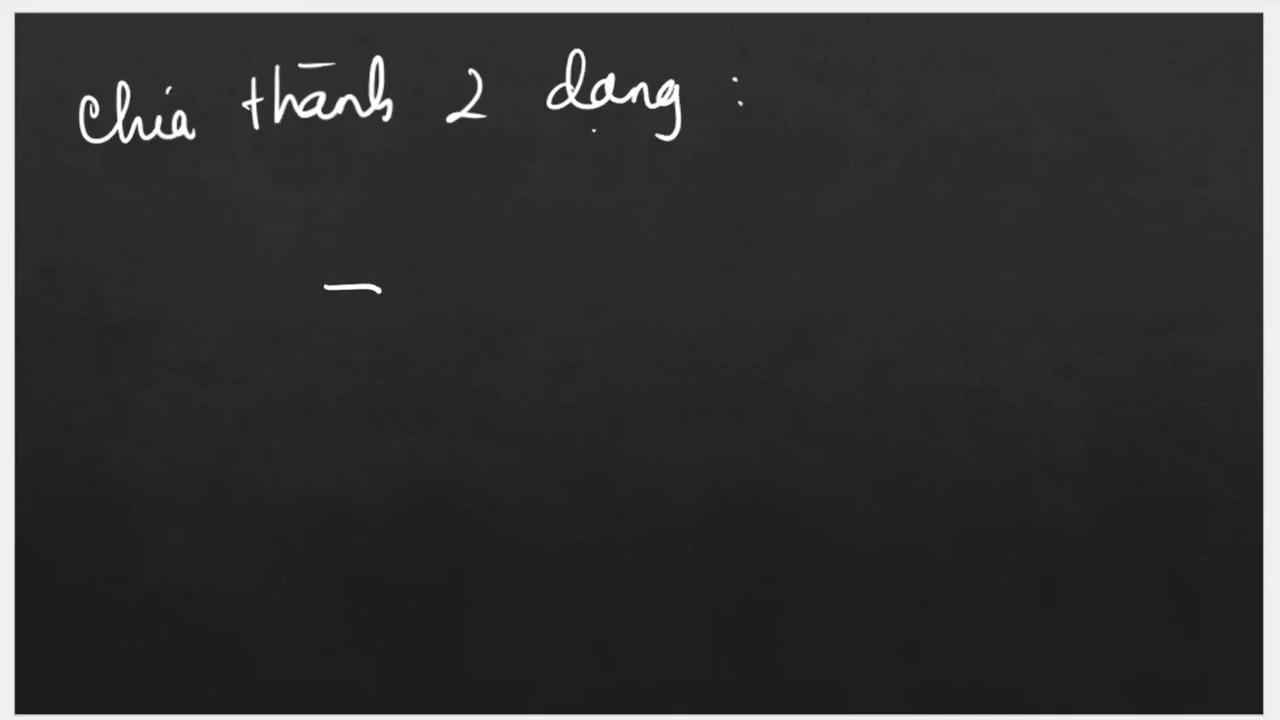 Chia thành 2 dạng :
–